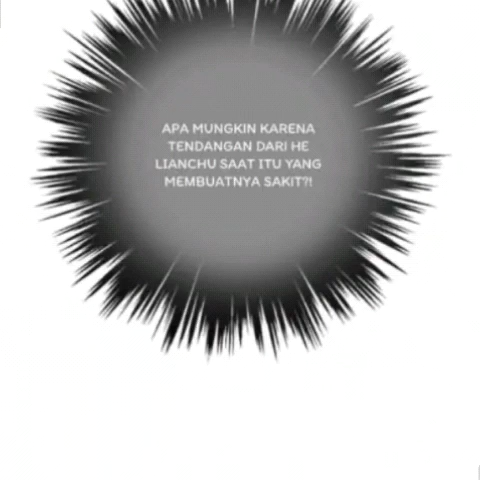 APA MUNGKIN KARENA
TENDANGAN DARI HE
LIANCHU SAAT ITU YANG
MEMBUATNYA SAKIT?!